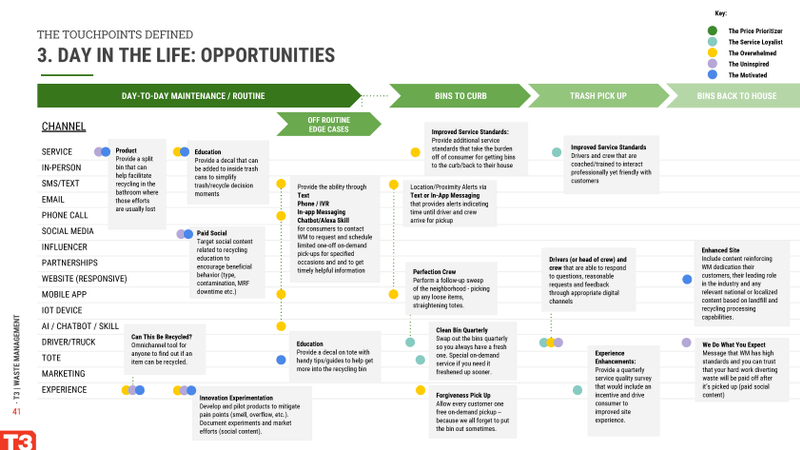 Key:
The Price Prioritizer
The Service Loyalist
The Overwhelmed
The Uninspired
The Motivated
THE TOUCHPOINTS DEFINED
3. DAY IN THE LIFE: OPPORTUNITIES
DAY-TO-DAY MAINTENANCE / ROUTINE
BINS TO CURB
TRASH PICK UP
BINS BACK TO HOUSE
OFF ROUTINE
EDGE CASES
CHANNEL
SERVICE
IN-PERSON
SMS/TEXT
EMAIL
PHONE CALL
SOCIAL MEDIA
INFLUENCER
PARTNERSHIPS
WEBSITE (RESPONSIVE)
MOBILE APP
IOT DEVICE
AI / CHATBOT / SKILL
DRIVER/TRUCK
TOTE
MARKETING
EXPERIENCE
Product
Provide a split
bin that can
help facilitate
recycling in the
bathroom where
those efforts
are usually lost
Education
Provide a decal that can
be added to inside trash
cans to simplify
trash/recycle decision
moments
Paid Social
Target social content
related to recycling
education to
encourage beneficial
behavior (type,
contamination, MRF
downtime etc.)
Can This Be Recycled?
Omnichannel tool for
anyone to find out if an
item can be recycled.
Innovation Experimentation
Develop and pilot products to mitigate
pain points (smell, overflow, etc.).
Document experiments and market
efforts (social content).
Provide the ability through
Text
Phone / IVR
In-app Messaging
Chatbot/Alexa Skill
for consumers to contact
WM to request and schedule
limited one-off on-demand
pick-ups for specified
occasions and and to get
timely helpful information
Education
Provide a decal on tote with
handy tips/guides to help get
more into the recycling bin
Improved Service Standards:
Provide additional service
standards that take the burden
off of consumer for getting bins
to the curb/back to their house
Location/Proximity Alerts via
Text or In-App Messaging
that provides alerts indicating
time until driver and crew
arrive for pickup
Perfection Crew
Perform a follow-up sweep
of the neighborhood - picking
up any loose items,
straightening totes.
Clean Bin Quarterly
Swap out the bins quarterly
so you always have a fresh
one. Special on-demand
service if you need it
freshened up sooner.
Forgiveness Pick Up
Allow every customer one
free on-demand pickup –
because we all forget to put
the bin out sometimes.
Improved Service Standards
Drivers and crew that are
coached/trained to interact
professionally yet friendly with
customers
Drivers (or head of crew) and
crew that are able to respond
to questions, reasonable
requests and feedback
through appropriate digital
channels
Experience
Enhancements:
Provide a quarterly
service quality survey
that would include an
incentive and drive
consumer to
improved site
experience.
Enhanced Site
Include content reinforcing
WM dedication their
customers, their leading role
in the industry and any
relevant national or localized
content based on landfill and
recycling processing
capabilities.
We Do What You Expect
Message that WM has high
standards and you can trust
that your hard work diverting
waste will be paid off after
it's picked up (paid social
content)
- T3 | WASTE MANAGEMENT
41
T3